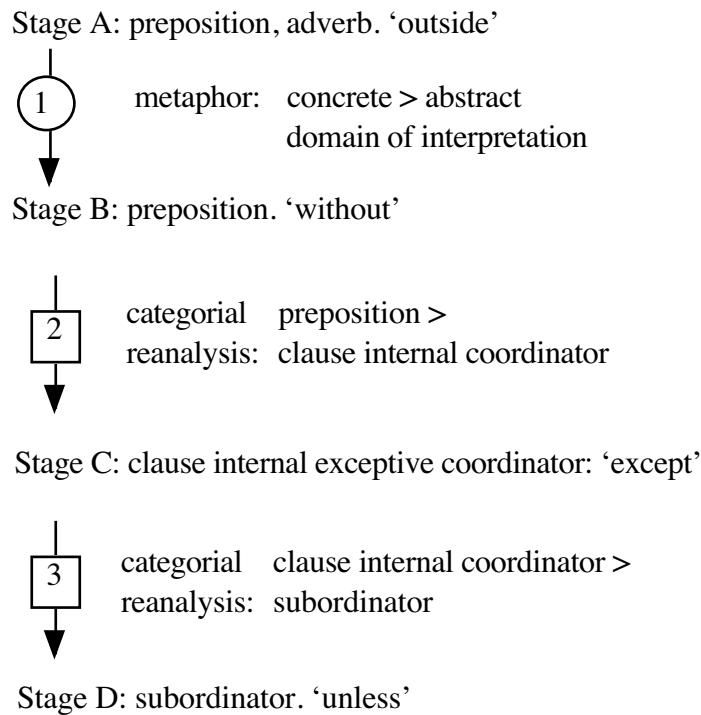 Stage A: preposition, adverb. ‘outside’
1 metaphor: concrete > abstract
domain of interpretation
Stage B: preposition. ‘without’
2 categorial preposition >
reanalysis: clause internal coordinator
Stage C: clause internal exceptive coordinator: ‘except’
3 categorial clause internal coordinator >
reanalysis: subordinator
Stage D: subordinator. ‘unless’